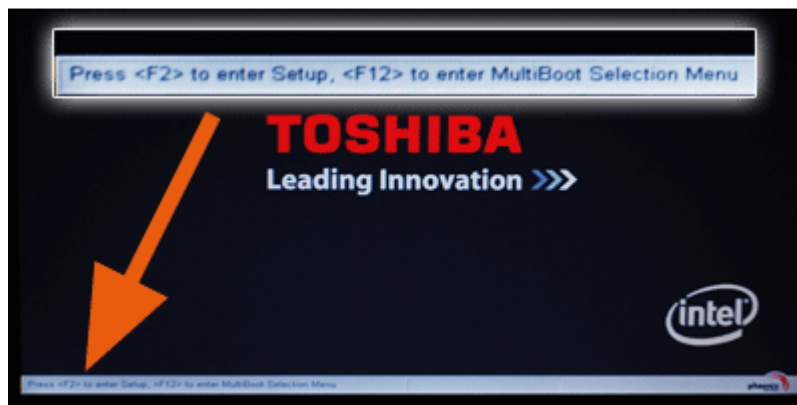 Press <F2> to enter Setup, <F12> to enter MultiBoot Selection Menu
TOSHIBA
Leading Innovation >>>
intel
Press <F2> to enter Setup, <F12> to enter MultiBoot Selection Menu
phoenix